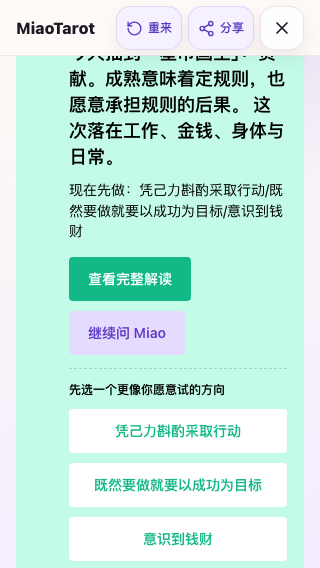 MiaoTarot
重来
分享
献。成熟意味着定规则，也
愿意承担规则的后果。 这
次落在工作、金钱、身体与
日常。
现在先做：凭己力斟酌采取行动/既
然要做就要以成功为目标/意识到钱
财
查看完整解读
继续问 Miao
先选一个更像你愿意试的方向
凭己力斟酌采取行动
既然要做就要以成功为目标
意识到钱财